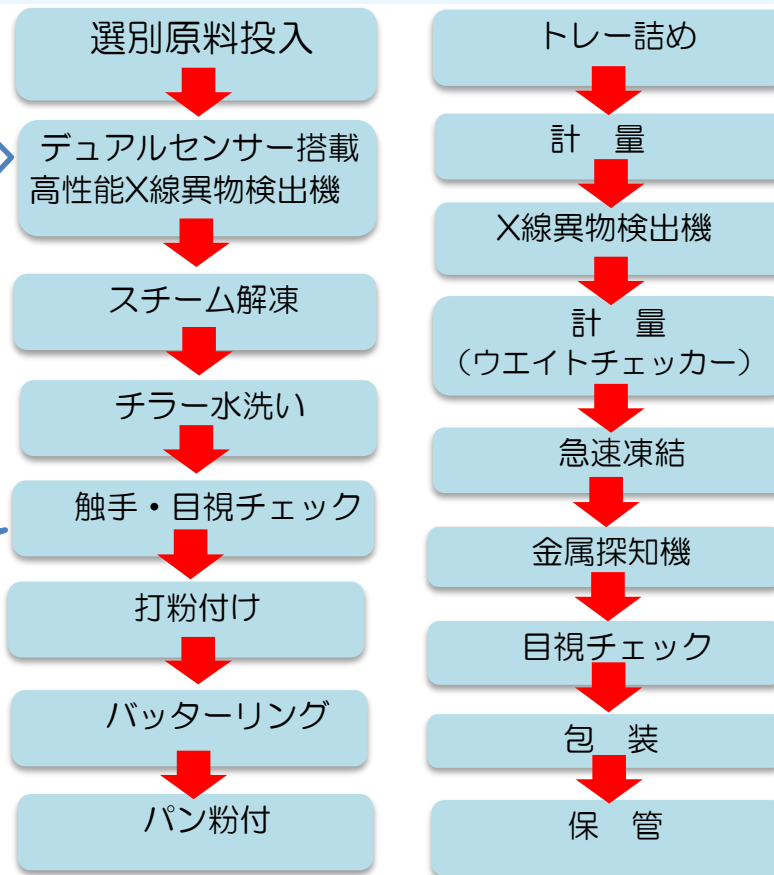 選別原料投入
デュアルセンサー搭載
高性能X線異物検出機
スチーム解凍
チラー水洗い
触手・目視チェック
打粉付け
バッターリング
パン粉付
トレー詰め
計　量
X線異物検出機
計　量
（ウエイトチェッカー）
急速凍結
金属探知機
目視チェック
包　装
保　管